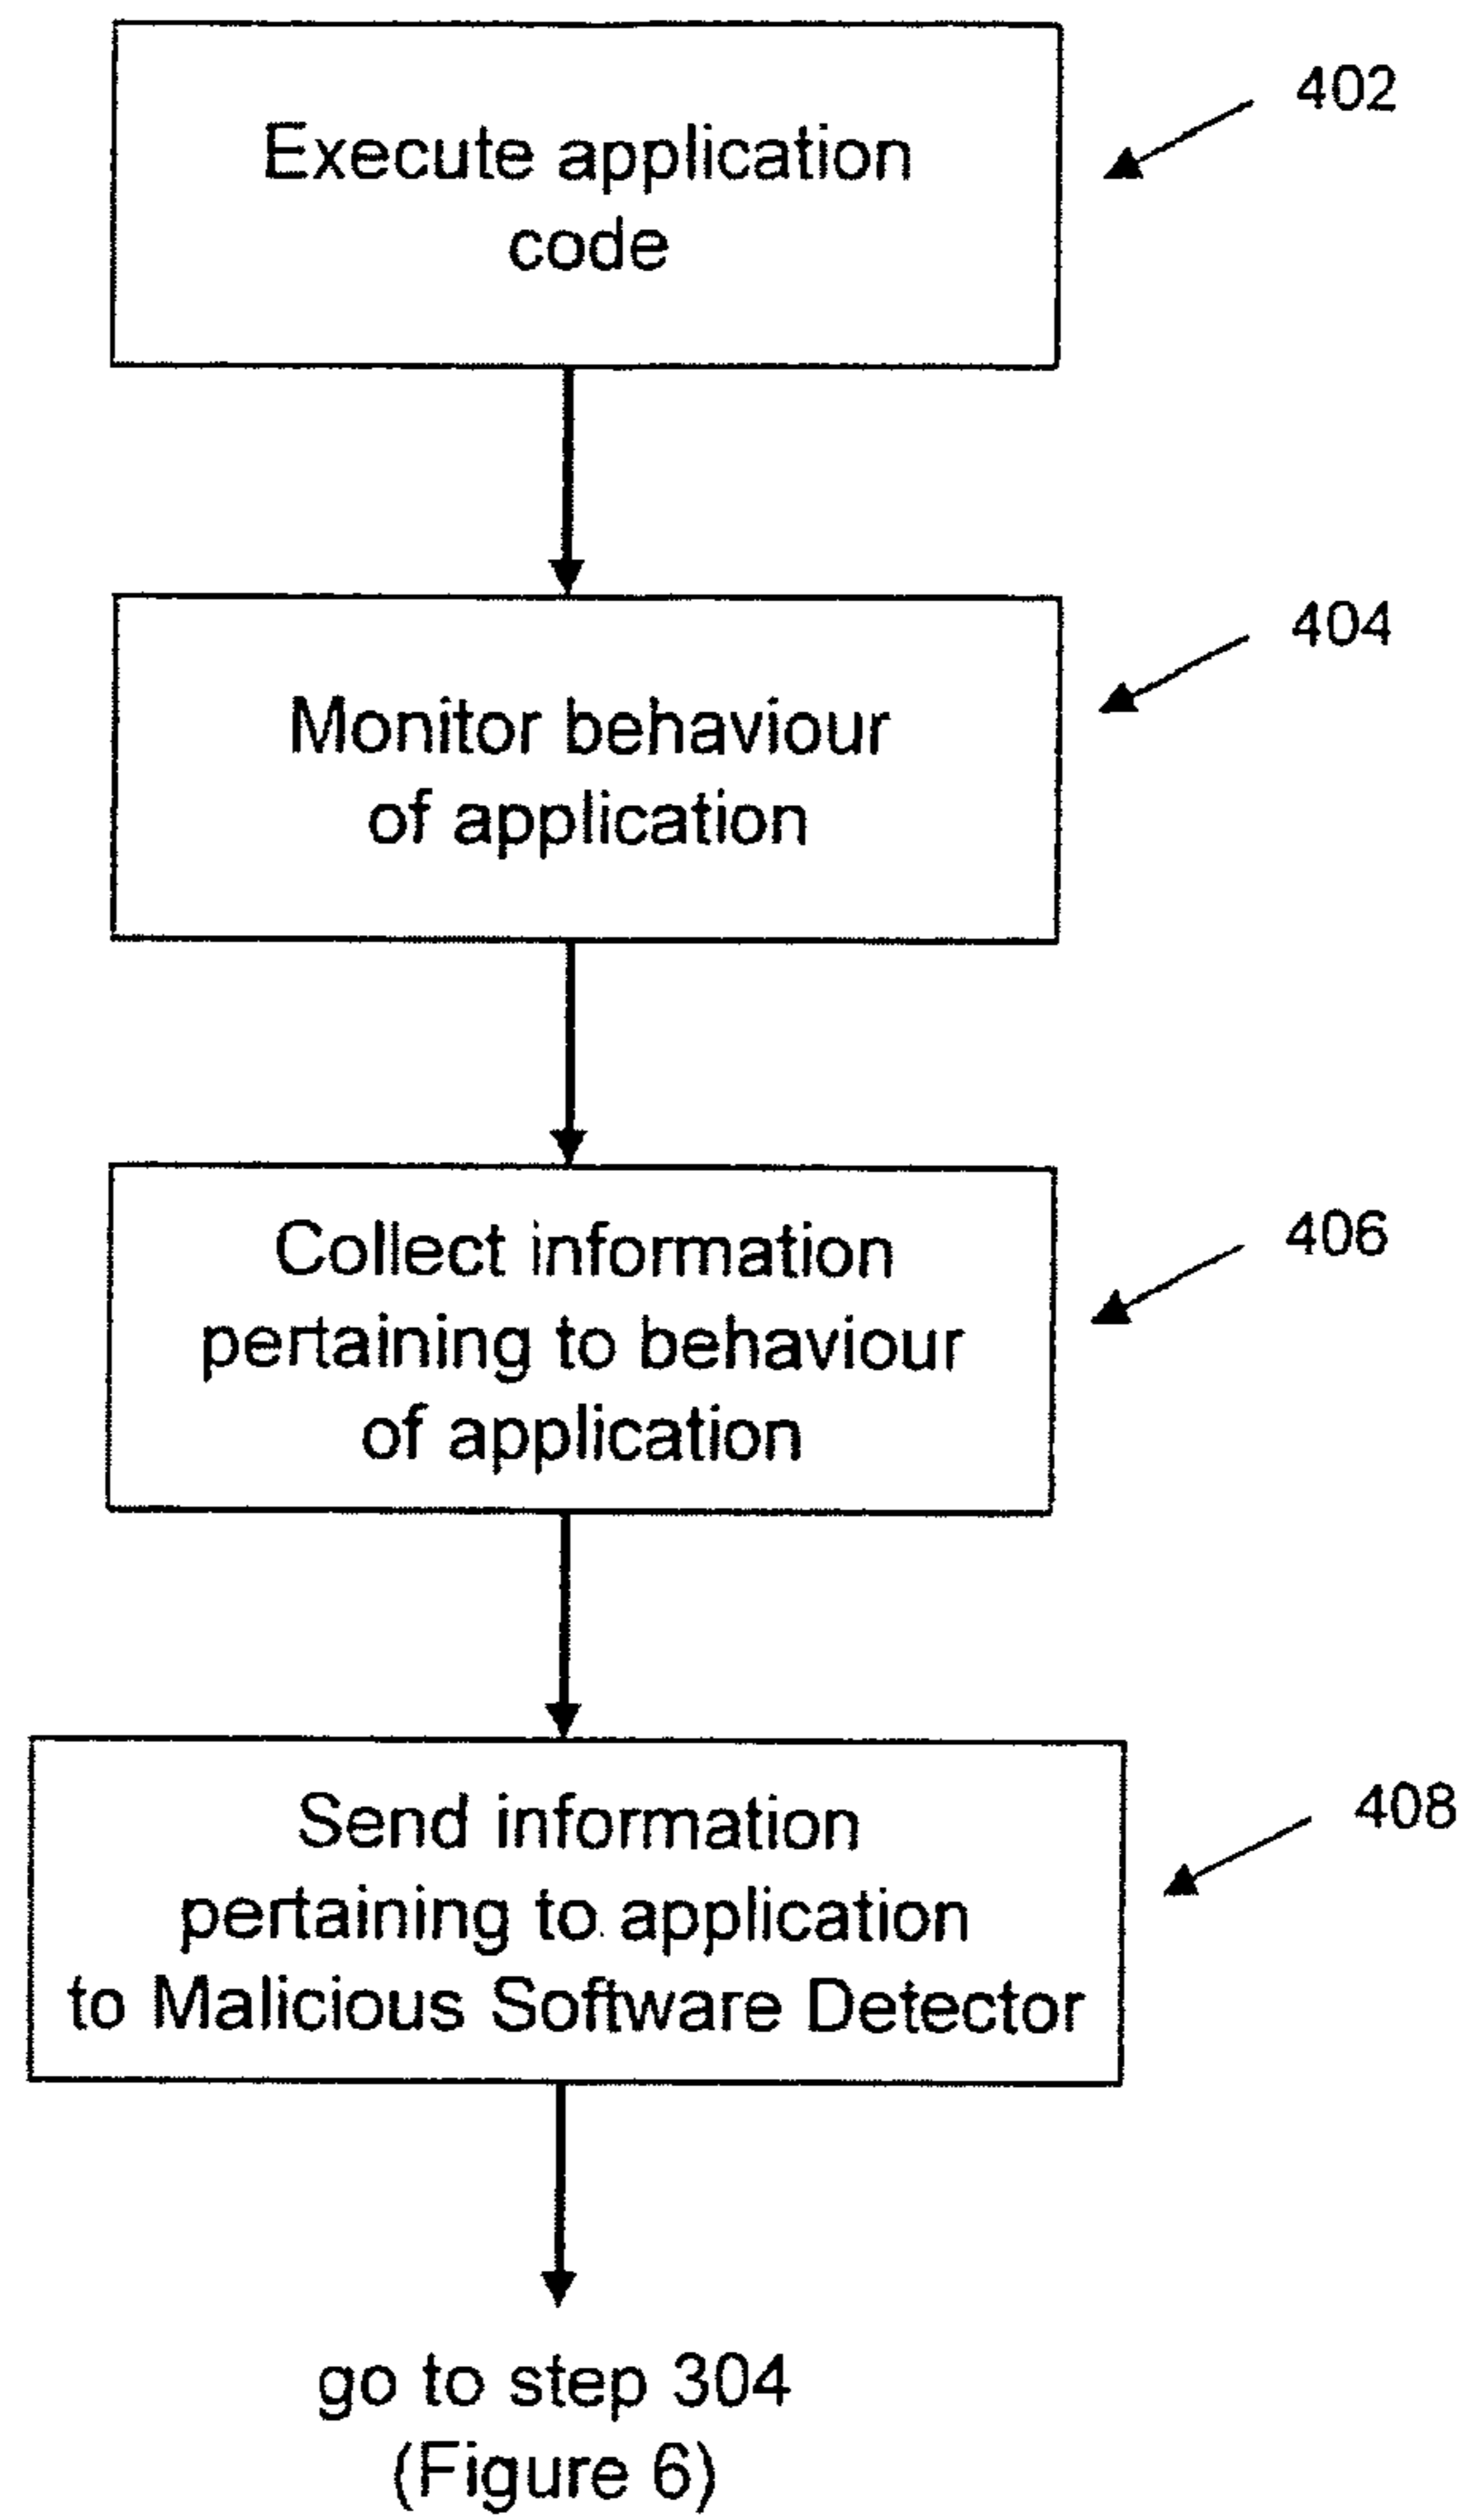 Execute application
code
402
Monitor behaviour
of application
404
Collect information
pertaining to behaviour
of application
406
Send information
pertaining to application
to Malicious Software Detector
408
go to step 304
(Figure 6)